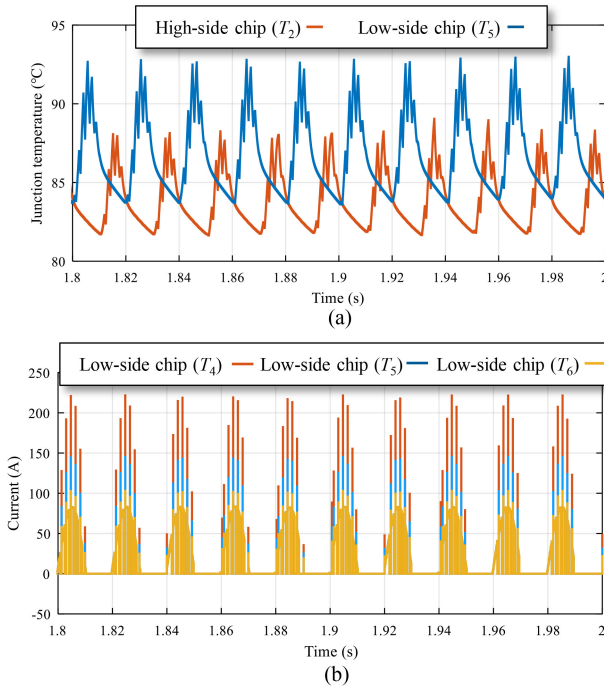 High-side chip (T2) Low-side chip (T5)
95
90
85
80
Junction temperature (℃)
1.8 1.82 1.84 1.86 1.88 1.9 1.92 1.94 1.96 1.98 2
Time (s)
(a)
Low-side chip (T4) Low-side chip (T5) Low-side chip (T6)
250
200
150
100
50
0
-50
Current (A)
1.8 1.82 1.84 1.86 1.88 1.9 1.92 1.94 1.96 1.98 2
Time (s)
(b)